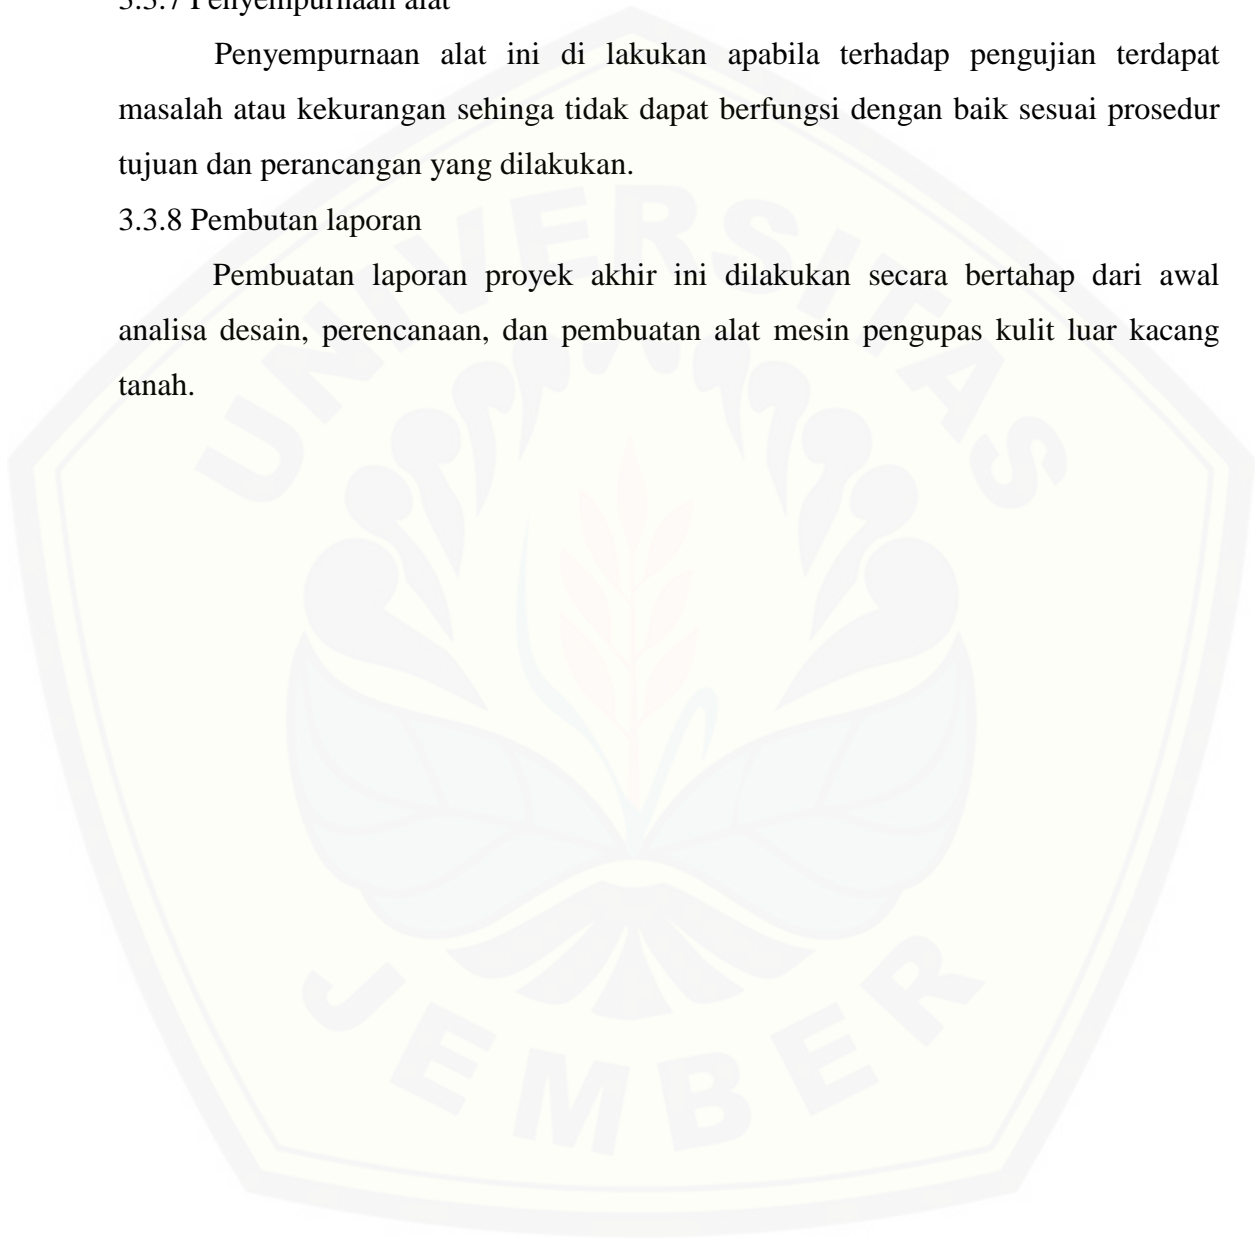 3.3.7 Penyempurnaan alat
Penyempurnaan alat ini di lakukan apabila terhadap pengujian terdapat
masalah atau kekurangan sehinga tidak dapat berfungsi dengan baik sesuai prosedur
tujuan dan perancangan yang dilakukan.
3.3.8 Pembutan laporan
Pembuatan laporan proyek akhir ini dilakukan secara bertahap dari awal
analisa desain, perencanaan, dan pembuatan alat mesin pengupas kulit luar kacang
tanah.
UNIVERSITAS
JEMBER